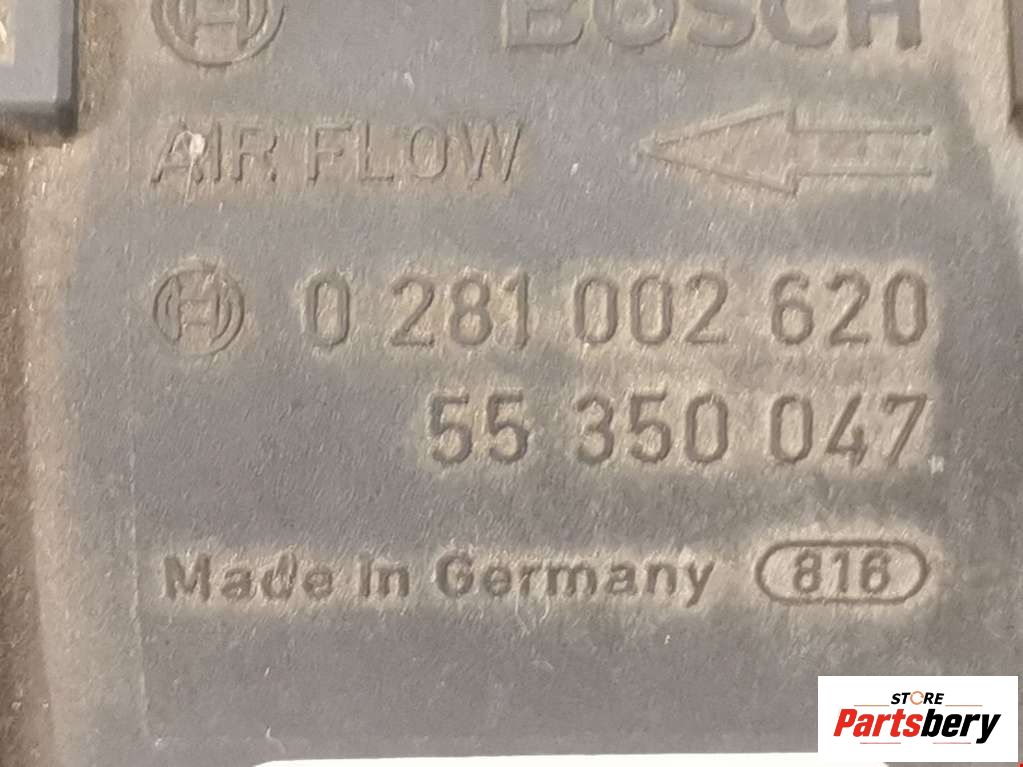 BOSCH
AIR FLOW
0 281 002 620
55 350 047
Made in Germany 816
STORE
Partsbery